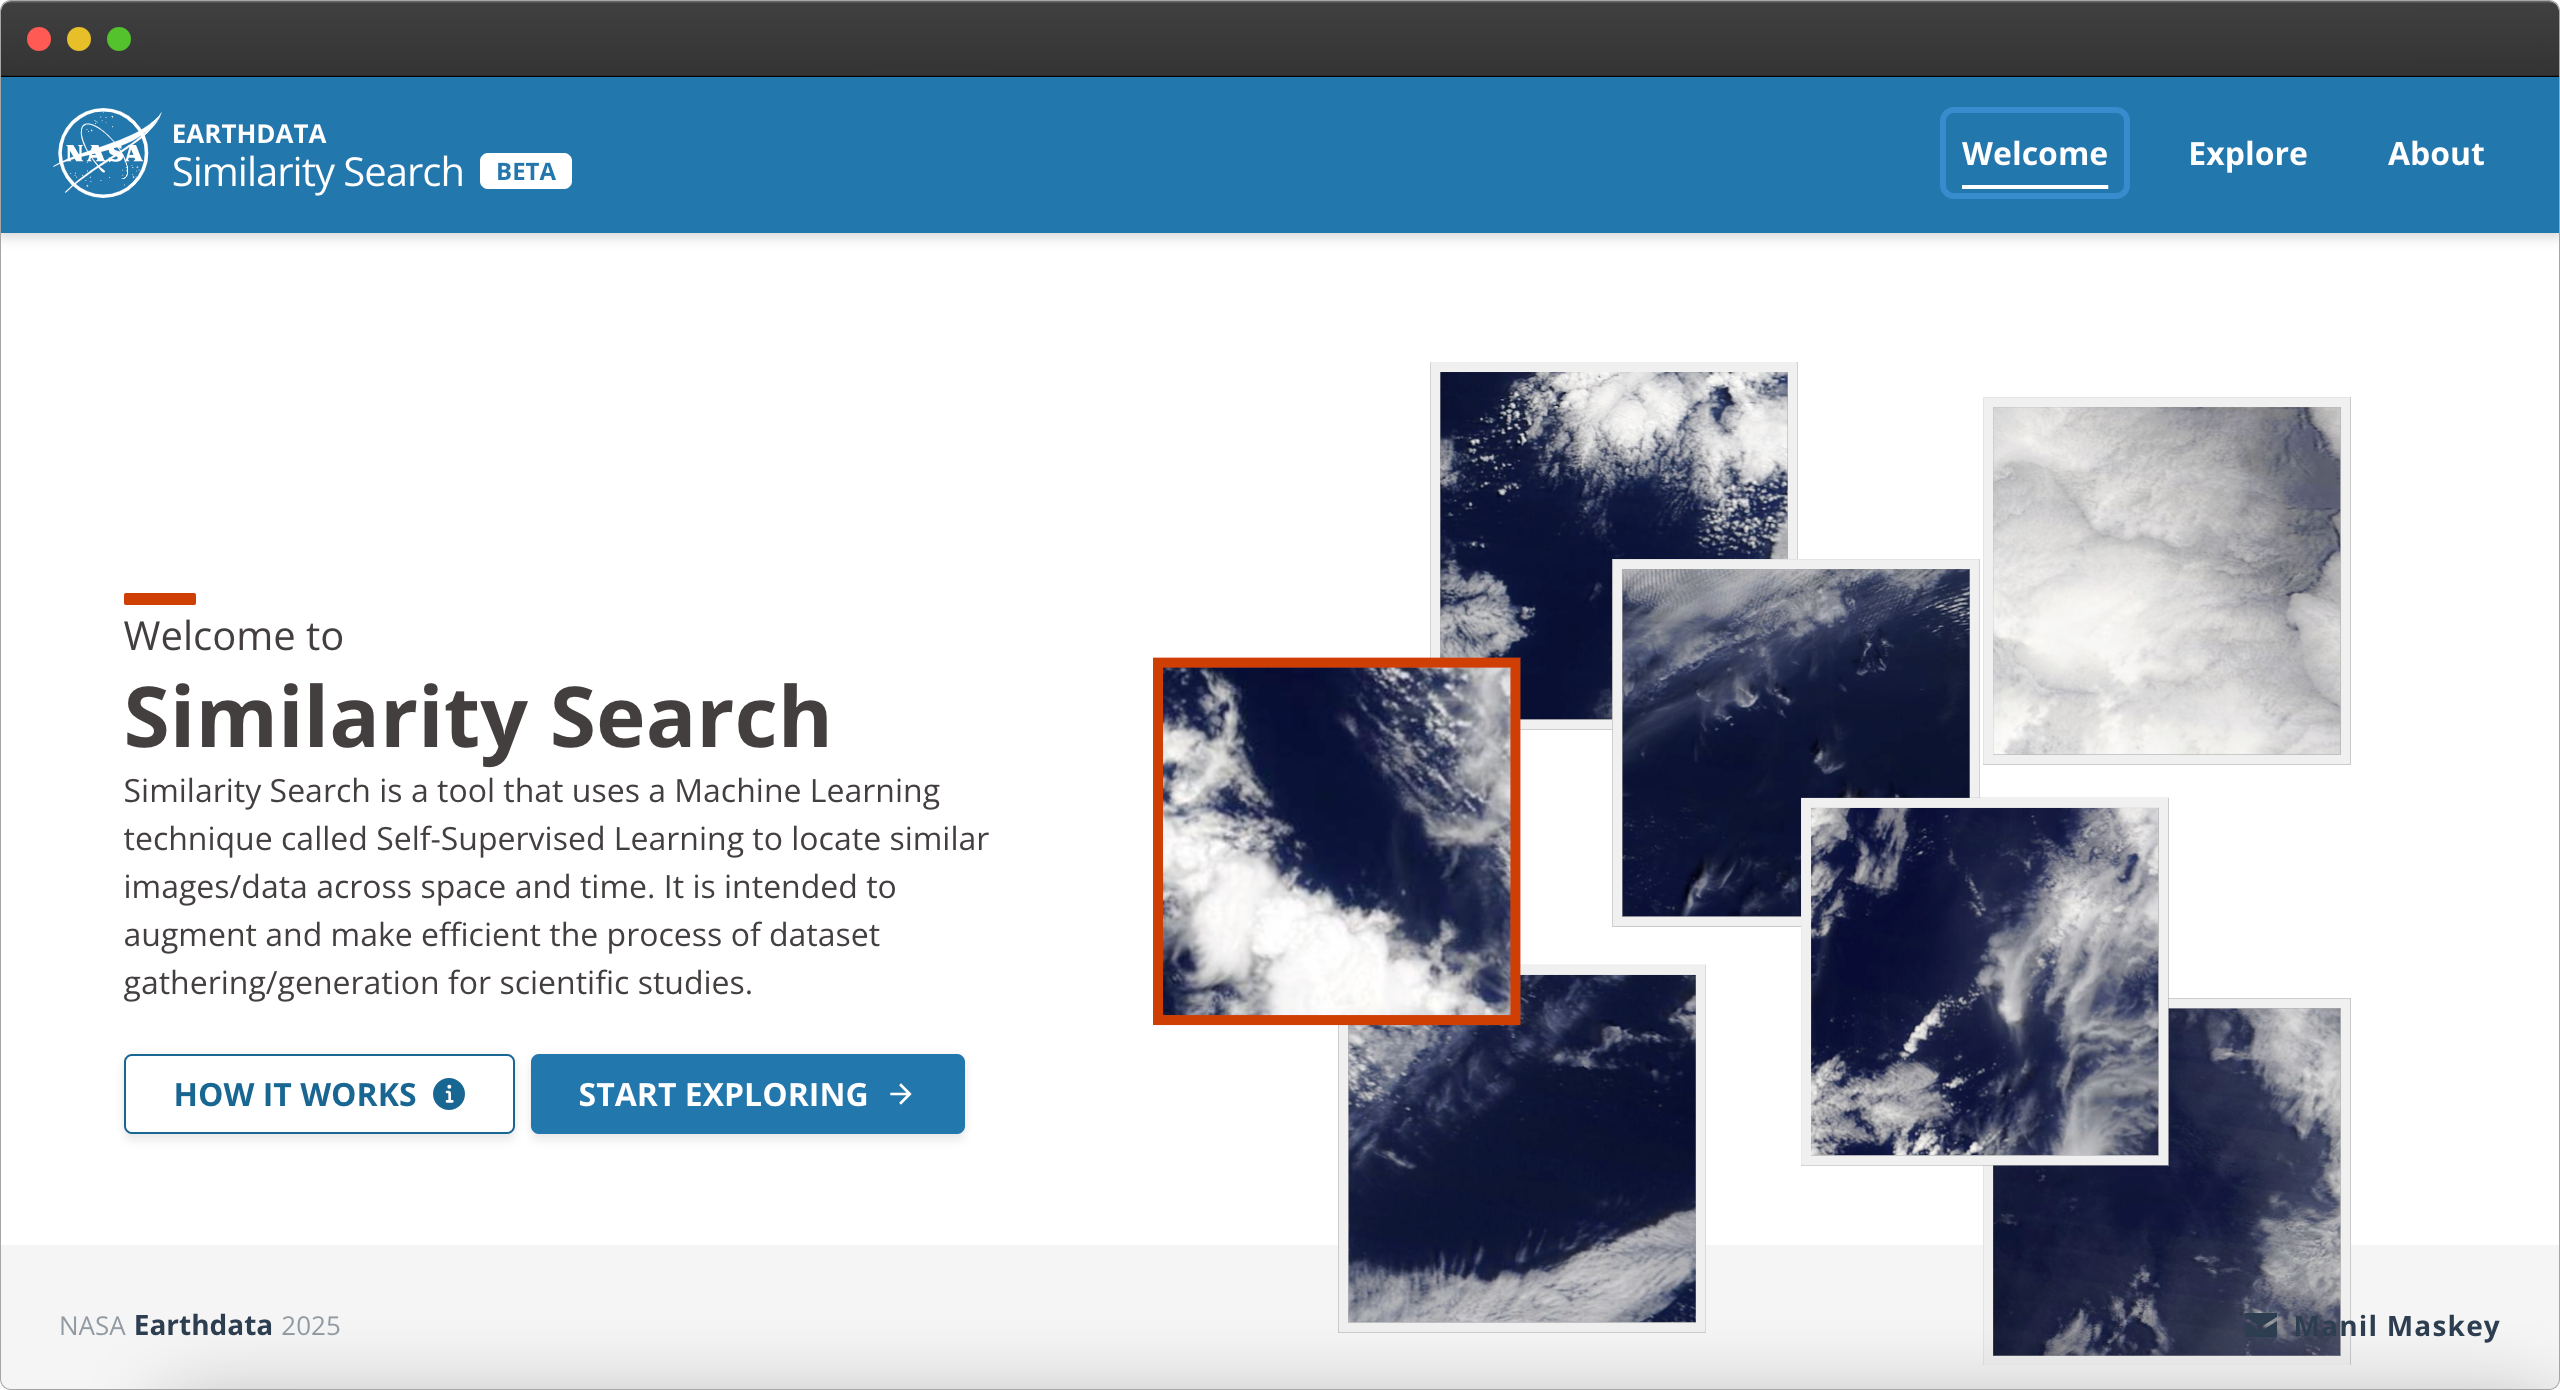 NASA
EARTHDATA
Similarity Search BETA
Welcome
Explore
About
Welcome to
Similarity Search
Similarity Search is a tool that uses a Machine Learning
technique called Self-Supervised Learning to locate similar
images/data across space and time. It is intended to
augment and make efficient the process of dataset
gathering/generation for scientific studies.
HOW IT WORKS
START EXPLORING
NASA Earthdata 2025
Manil Maskey